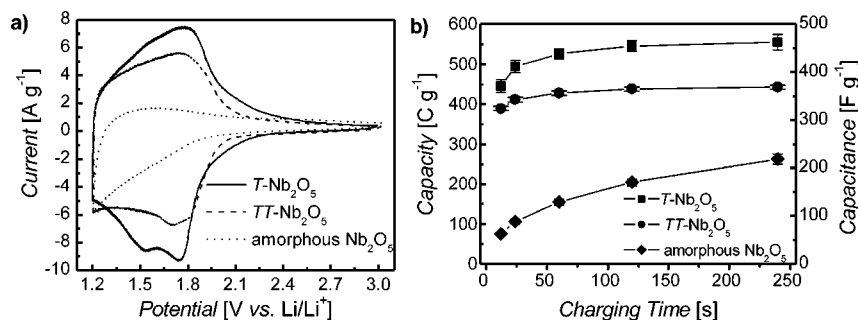 a)
Current [A g⁻¹]
8
6
4
2
0
-2
-4
-6
-8
-10
T-Nb₂O₅
TT-Nb₂O₅
amorphous Nb₂O₅
1.2 1.5 1.8 2.1 2.4 2.7 3.0
Potential [V vs. Li/Li⁺]
b)
Capacity [C g⁻¹]
600
500
400
300
200
100
0
T-Nb₂O₅
TT-Nb₂O₅
amorphous Nb₂O₅
0 50 100 150 200 250
Charging Time [s]
500
400
300
200
100
0
Capacitance [F g⁻¹]